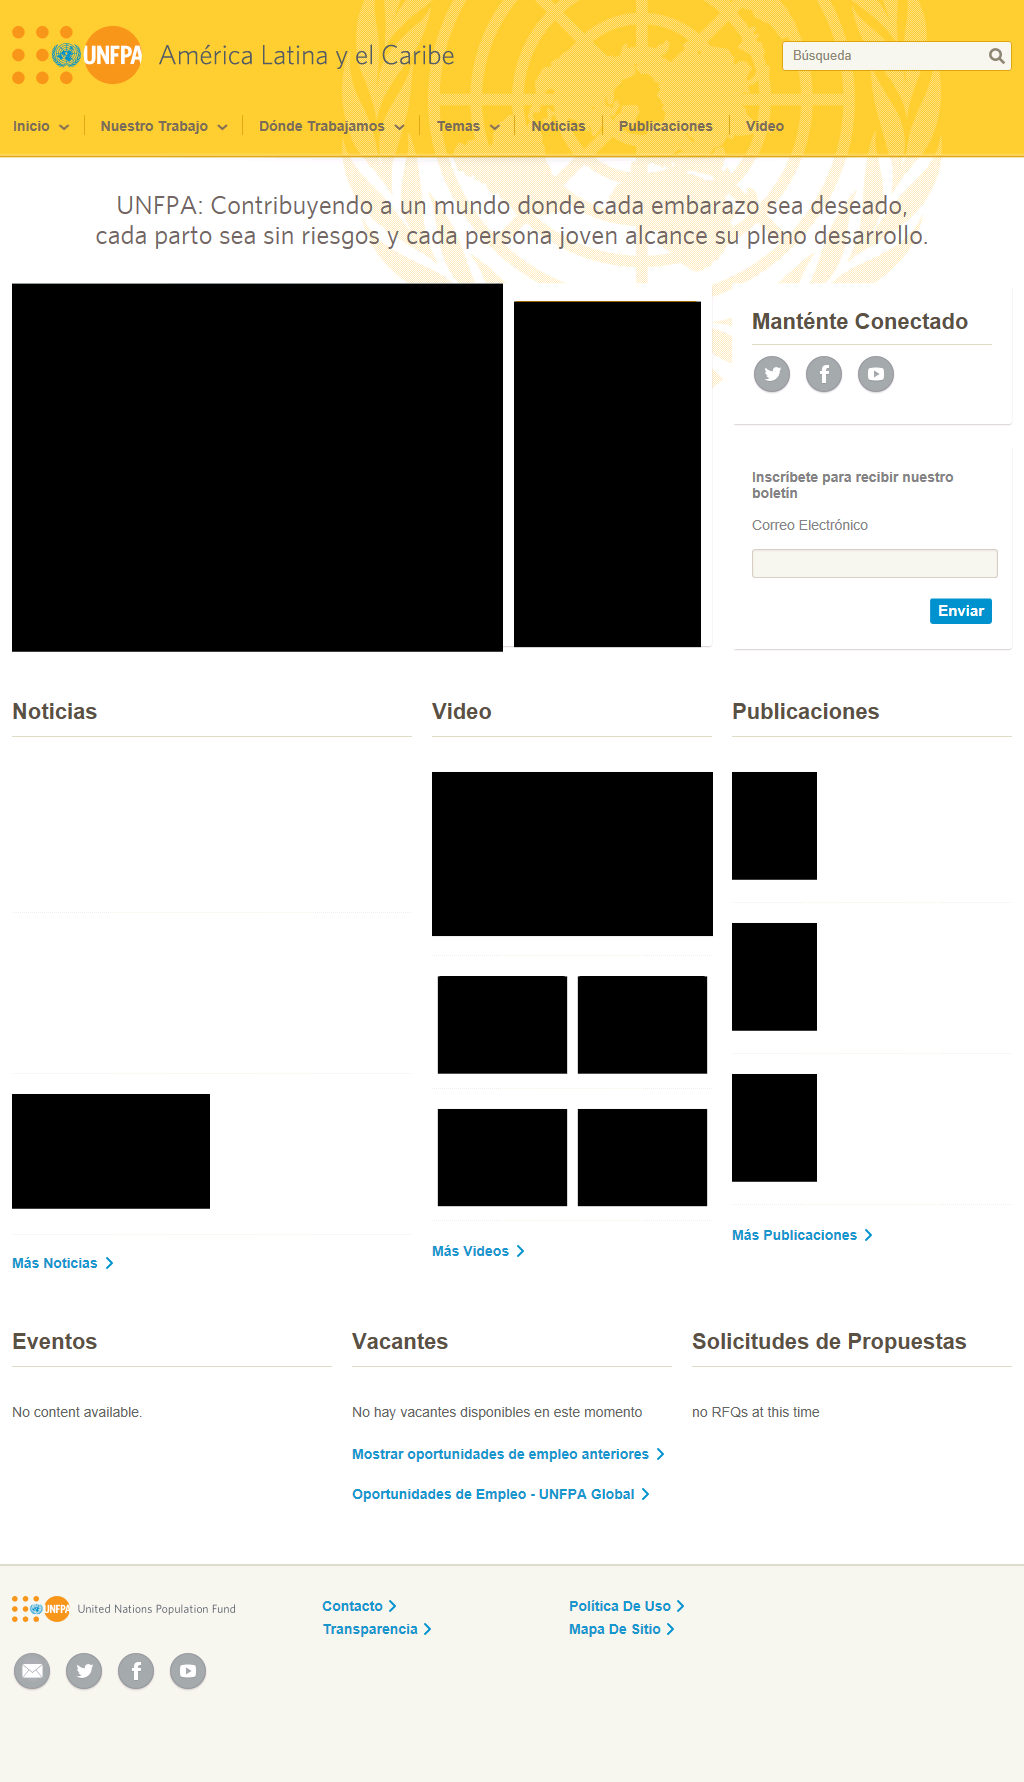 UNFPA
América Latina y el Caribe
Búsqueda
Inicio
Nuestro Trabajo
Dónde Trabajamos
Temas
Noticias
Publicaciones
Video
UNFPA: Contribuyendo a un mundo donde cada embarazo sea deseado,
cada parto sea sin riesgos y cada persona joven alcance su pleno desarrollo.
Manténte Conectado
Inscríbete para recibir nuestro
boletín
Correo Electrónico
Enviar
Noticias
Más Noticias
Video
Más Videos
Publicaciones
Más Publicaciones
Eventos
No content available.
Vacantes
No hay vacantes disponibles en este momento
Mostrar oportunidades de empleo anteriores
Oportunidades de Empleo - UNFPA Global
Solicitudes de Propuestas
no RFQs at this time
UNFPA
United Nations Population Fund
Contacto
Transparencia
Política De Uso
Mapa De Sitio